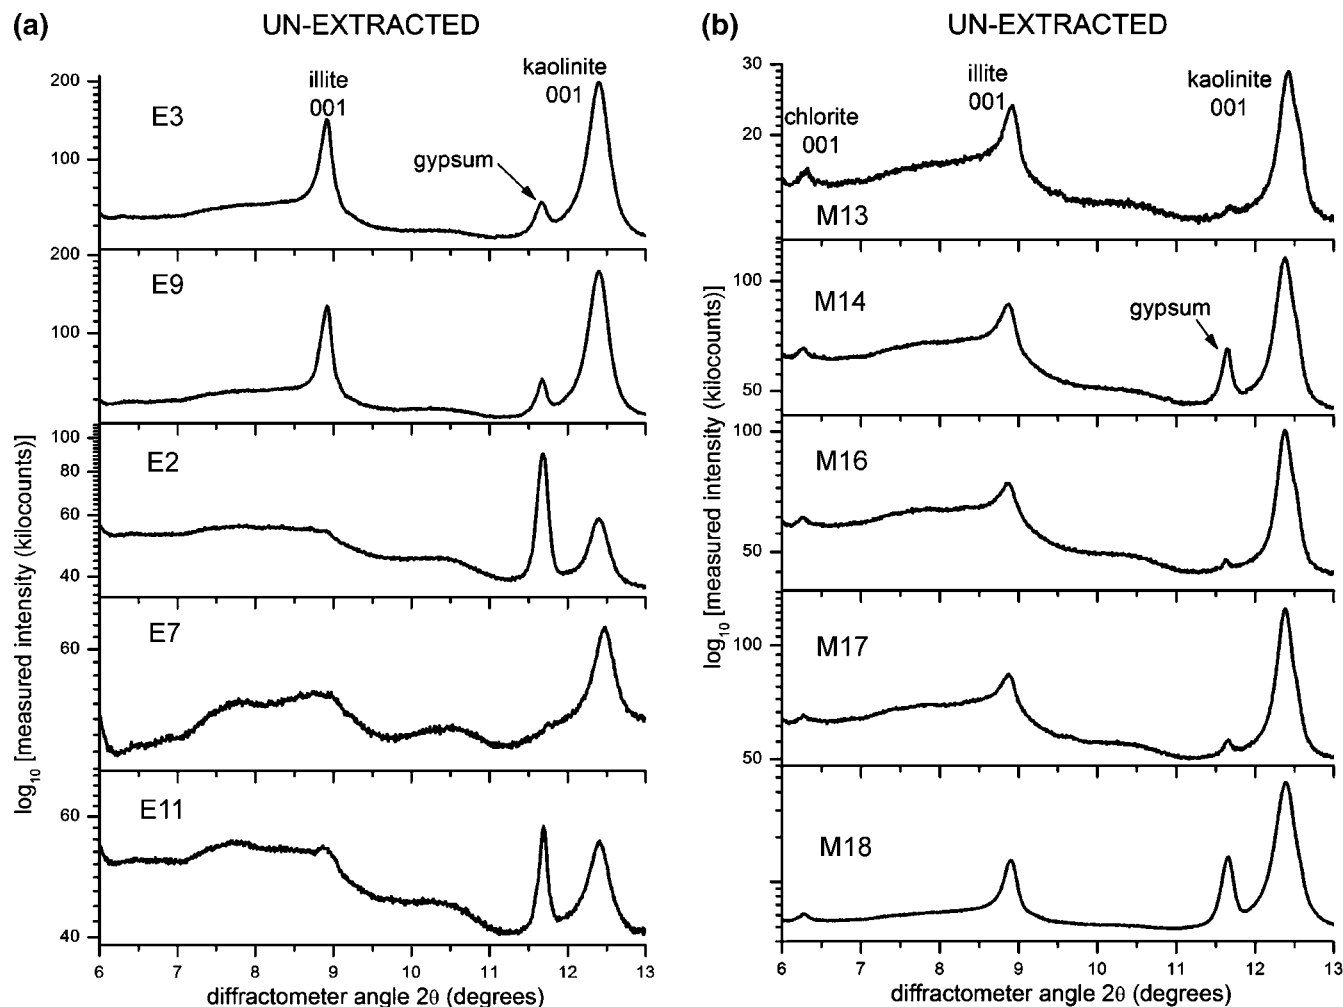 (a) UN-EXTRACTED
200
100
E3
illite
001
kaolinite
001
gypsum
200
100
E9
100
80
60
40
E2
60
E7
60
40
E11
6 7 8 9 10 11 12 13
diffractometer angle 2θ (degrees)
log10 [measured intensity (kilocounts)]
(b) UN-EXTRACTED
30
20
chlorite
001
illite
001
kaolinite
001
M13
100
50
M14
gypsum
100
50
M16
100
50
M17
M18
6 7 8 9 10 11 12 13
diffractometer angle 2θ (degrees)
log10 [measured intensity (kilocounts)]